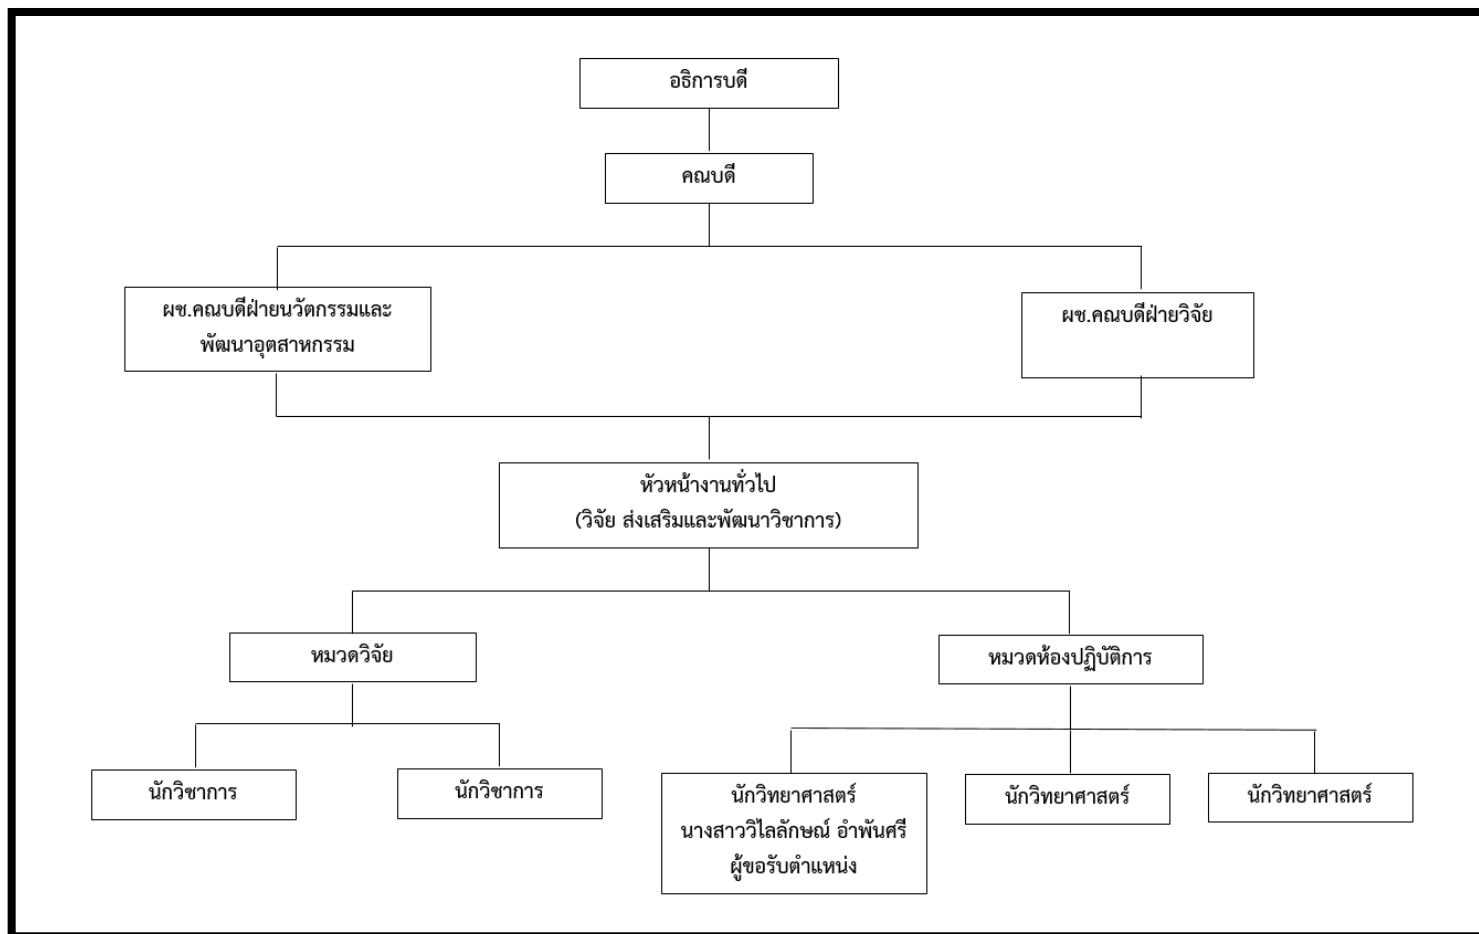 อธิการบดี
คณบดี
ผช.คณบดีฝ่ายนวัตกรรมและ
พัฒนาอุตสาหกรรม
ผช.คณบดีฝ่ายวิจัย
หัวหน้างานทั่วไป
(วิจัย ส่งเสริมและพัฒนาวิชาการ)
หมวดวิจัย
หมวดห้องปฏิบัติการ
นักวิชาการ
นักวิชาการ
นักวิทยาศาสตร์
นางสาววิไลลักษณ์ อำพันศรี
ผู้ขอรับตำแหน่ง
นักวิทยาศาสตร์
นักวิทยาศาสตร์